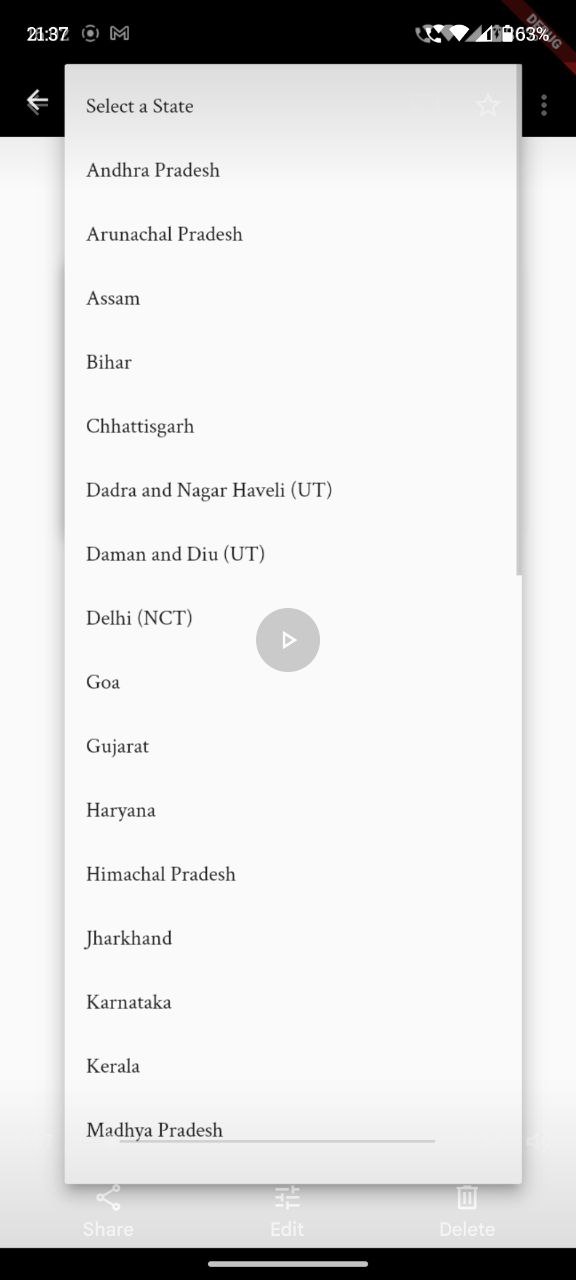 21:37
63%
DEBUG
Select a State
Andhra Pradesh
Arunachal Pradesh
Assam
Bihar
Chhattisgarh
Dadra and Nagar Haveli (UT)
Daman and Diu (UT)
Delhi (NCT)
Goa
Gujarat
Haryana
Himachal Pradesh
Jharkhand
Karnataka
Kerala
Madhya Pradesh
Share
Edit
Delete